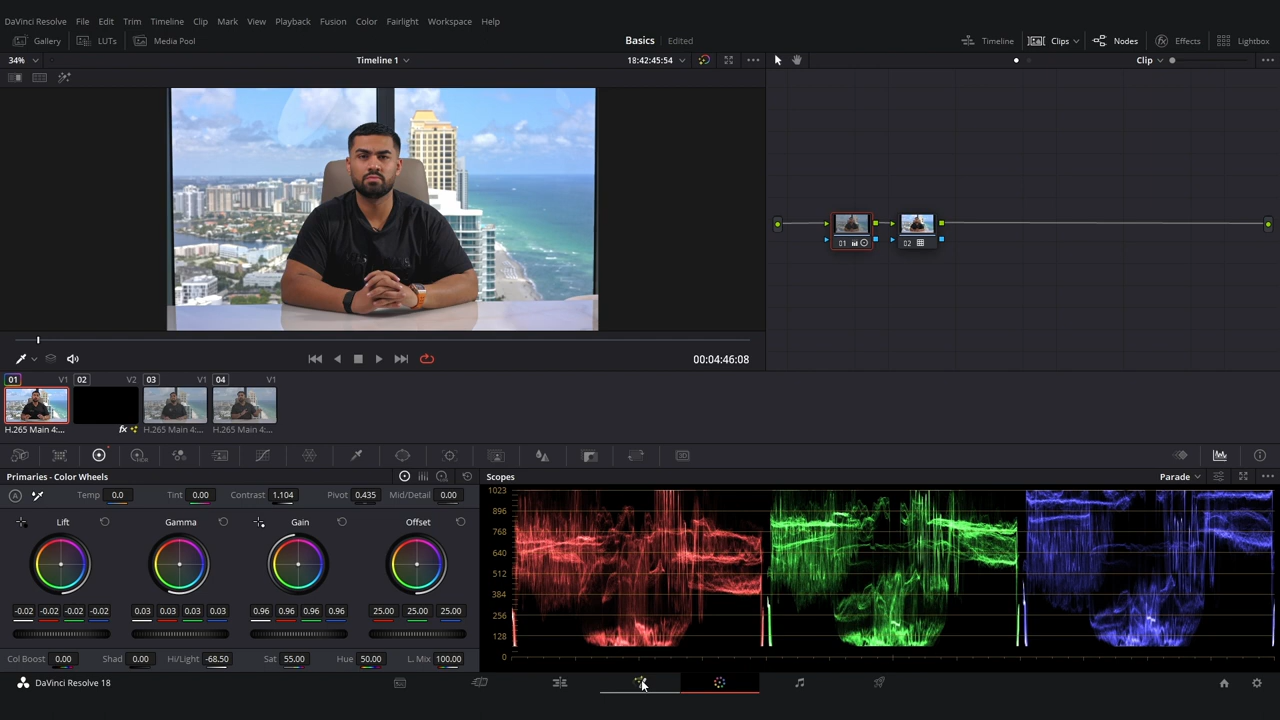 DaVinci Resolve File Edit Trim Timeline Clip Mark View Playback Fusion Color Fairlight Workspace Help
Gallery LUTs Media Pool Basics Edited Timeline Clips Nodes Effects Lightbox
34% Timeline 1 18:42:45:54 Clip
01 02
00:04:46:08
01 V1 02 V2 03 V1 04 V1
H.265 Main 4:... fx H.265 Main 4:... H.265 Main 4:...
Primaries - Color Wheels Scopes Parade
A Temp 0.0 Tint 0.00 Contrast 1.104 Pivot 0.435 Mid/Detail 0.00
Lift Gamma Gain Offset
-0.02 -0.02 -0.02 -0.02 0.03 0.03 0.03 0.03 0.96 0.96 0.96 0.96 25.00 25.00 25.00
Col Boost 0.00 Shad 0.00 Hi/Light -68.50 Sat 55.00 Hue 50.00 L. Mix 100.00
1023
896
768
640
512
384
256
128
0
DaVinci Resolve 18